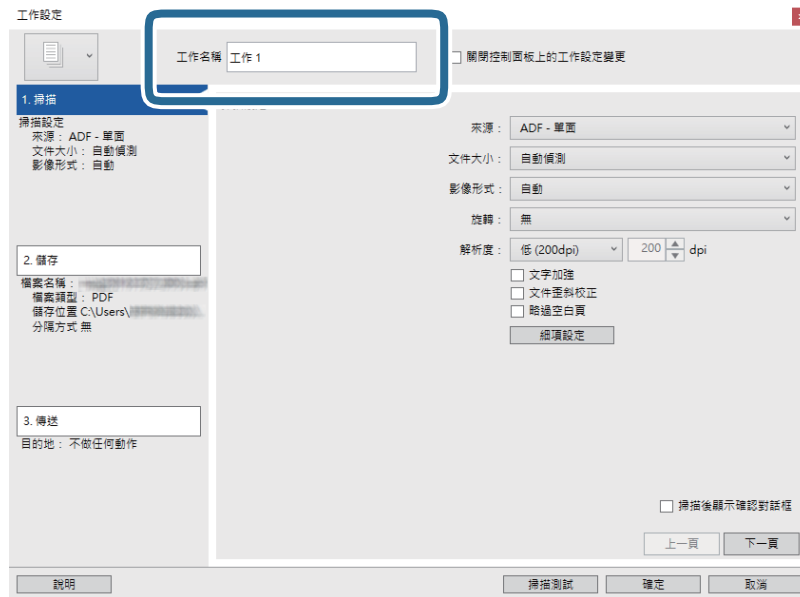 工作設定
工作名稱 工作 1
關閉控制面板上的工作設定變更
1. 掃描
掃描設定
來源： ADF - 單面
文件大小： 自動偵測
影像形式： 自動
2. 儲存
檔案名稱：
檔案類型： PDF
儲存位置 C:\Users\
分隔方式 無
3. 傳送
目的地： 不做任何動作
來源： ADF - 單面
文件大小： 自動偵測
影像形式： 自動
旋轉： 無
解析度： 低 (200dpi) 200 dpi
文字加強
文件歪斜校正
略過空白頁
細項設定
掃描後顯示確認對話框
上一頁 下一頁
說明 掃描測試 確定 取消